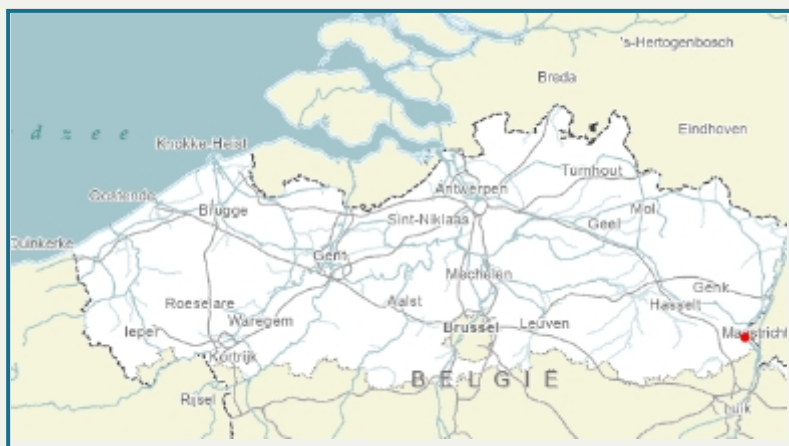 's-Hertogenbosch
Breda
d z e e
Eindhoven
Knokke-Heist
Turnhout
Antwerpen
Oostende
Mol
Brugge
Sint-Niklaas
Geel
Duinkerke
Gent
Mechelen
Genk
Roeselare
Aalst
Hasselt
Waregem
Ieper
Brussel
Leuven
Maastricht
Kortrijk
BELGIË
Rijsel
Luik